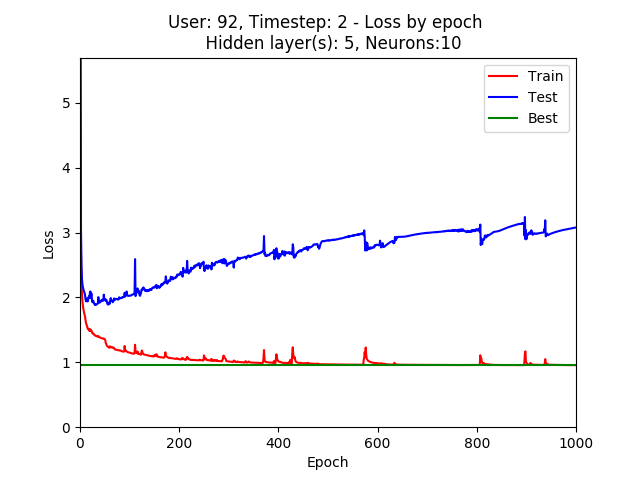 User: 92, Timestep: 2 - Loss by epoch
Hidden layer(s): 5, Neurons:10
Train
Test
Best
5
4
3
2
1
0
Loss
0 200 400 600 800 1000
Epoch